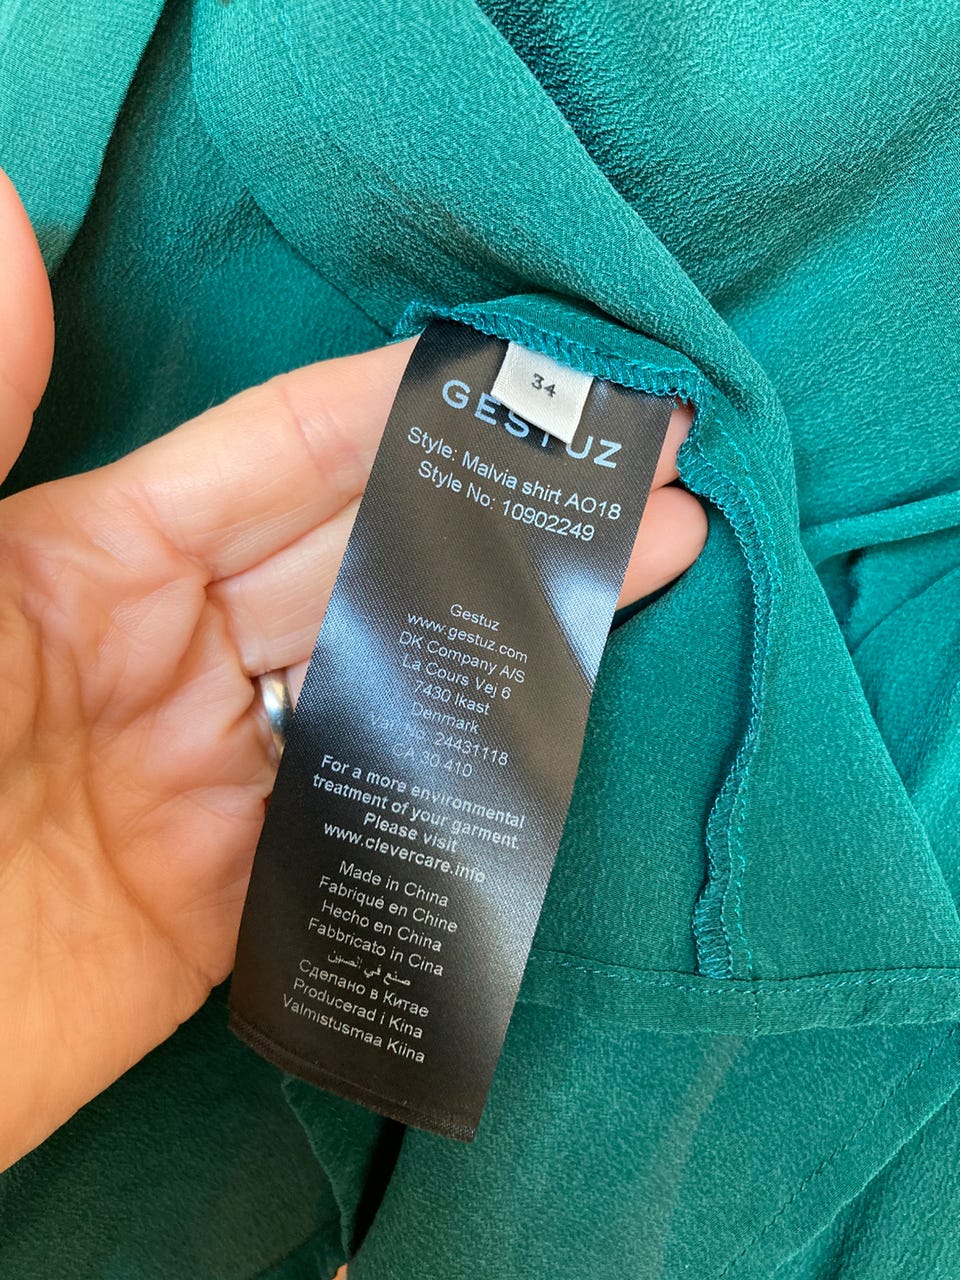 34
GESTUZ
Style: Malvia shirt AO18
Style No: 10902249
Gestuz
www.gestuz.com
DK Company A/S
La Cours Vej 6
7430 Ikast
Denmark
24431118
CA 30 410
For a more environmental
treatment of your garment.
Please visit
www.clevercare.info
Made in China
Fabriqué en Chine
Hecho en China
Fabbricato in Cina
صنع في الصين
Сделано в Китае
Producerad i Kina
Valmistusmaa Kiina